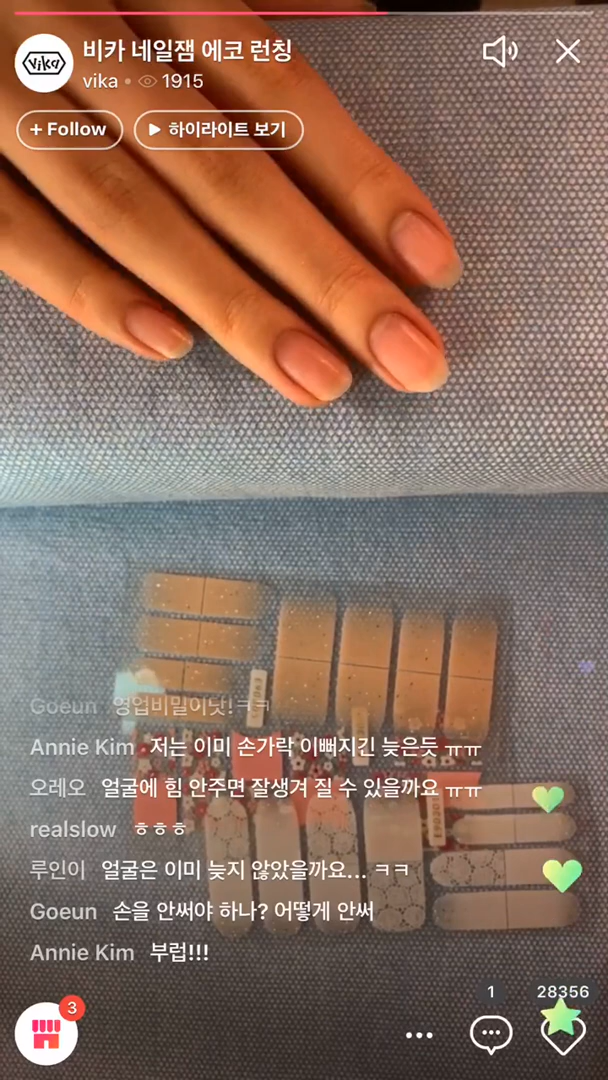 vika
비카 네일잼 에코 런칭
vika • 1915
+ Follow
▶ 하이라이트 보기
Goeun 영업비밀이닷!ㅋㅋ
Annie Kim 저는 이미 손가락 이뻐지긴 늦은듯 ㅠㅠ
오레오 얼굴에 힘 안주면 잘생겨 질 수 있을까요 ㅠㅠ
realslow ㅎㅎㅎ
루인이 얼굴은 이미 늦지 않았을까요... ㅋㅋ
Goeun 손을 안써야 하나? 어떻게 안써
Annie Kim 부럽!!!
3
1
28356